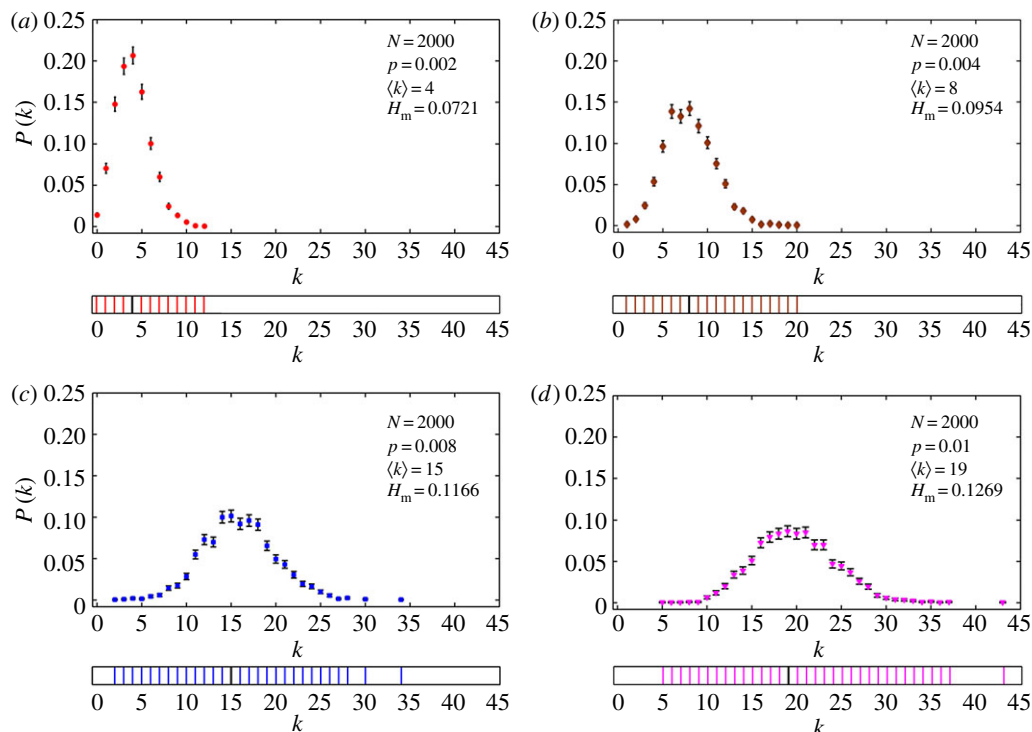 (a)
0.25
0.20
0.15
0.10
0.05
0
P(k)
N = 2000
p = 0.002
⟨k⟩ = 4
Hm = 0.0721
0 5 10 15 20 25 30 35 40 45
k
0 5 10 15 20 25 30 35 40 45
k
(b)
0.25
0.20
0.15
0.10
0.05
0
N = 2000
p = 0.004
⟨k⟩ = 8
Hm = 0.0954
0 5 10 15 20 25 30 35 40 45
k
0 5 10 15 20 25 30 35 40 45
k
(c)
0.25
0.20
0.15
0.10
0.05
0
P(k)
N = 2000
p = 0.008
⟨k⟩ = 15
Hm = 0.1166
0 5 10 15 20 25 30 35 40 45
k
0 5 10 15 20 25 30 35 40 45
k
(d)
0.25
0.20
0.15
0.10
0.05
0
N = 2000
p = 0.01
⟨k⟩ = 19
Hm = 0.1269
0 5 10 15 20 25 30 35 40 45
k
0 5 10 15 20 25 30 35 40 45
k